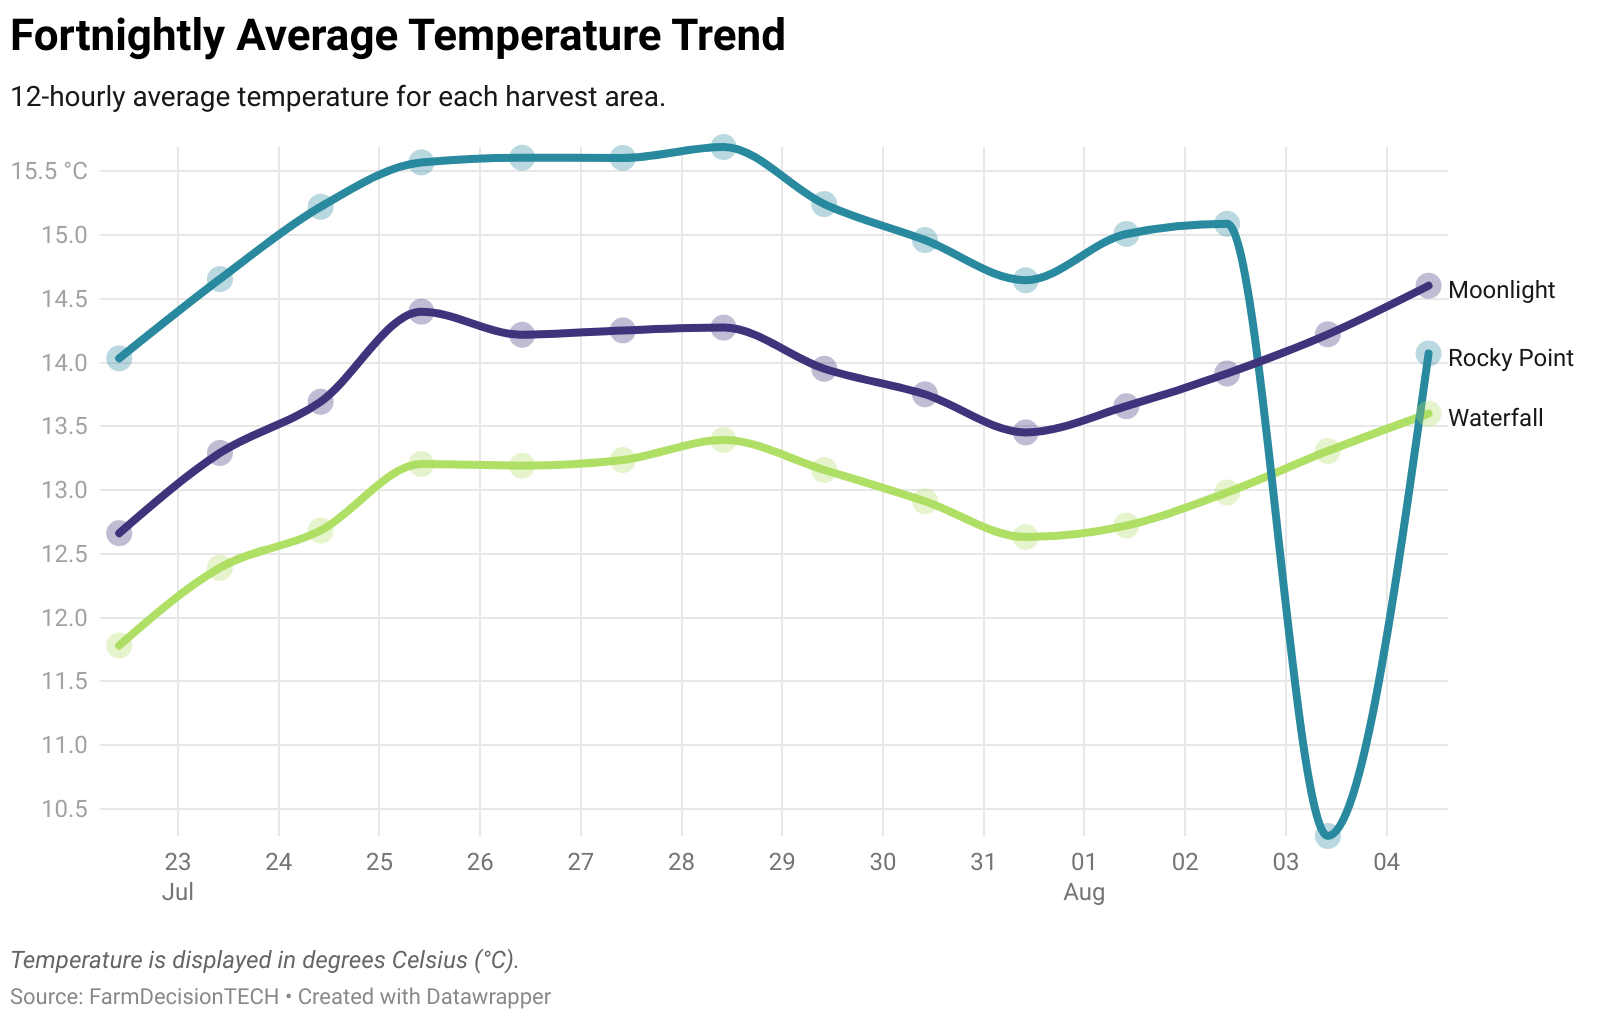 Fortnightly Average Temperature Trend
12-hourly average temperature for each harvest area.
15.5 °C
15.0
14.5
14.0
13.5
13.0
12.5
12.0
11.5
11.0
10.5
Moonlight
Rocky Point
Waterfall
23 24 25 26 27 28 29 30 31 01 02 03 04
Jul Aug
Temperature is displayed in degrees Celsius (°C).
Source: FarmDecisionTECH • Created with Datawrapper